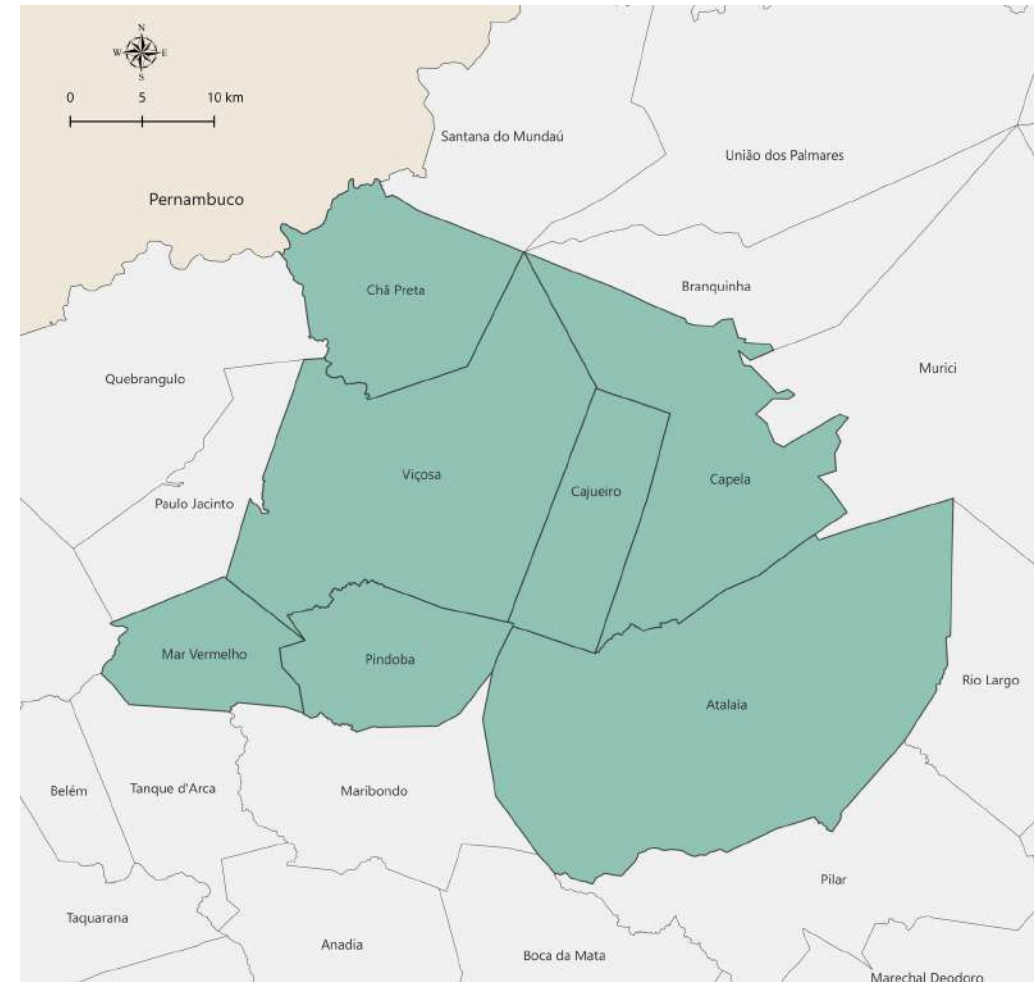 N
W E
S
0 5 10 km
Santana do Mundaú
União dos Palmares
Pernambuco
Branquinha
Chã Preta
Murici
Quebrangulo
Viçosa
Capela
Cajueiro
Paulo Jacinto
Mar Vermelho
Pindoba
Rio Largo
Atalaia
Belém
Tanque d'Arca
Maribondo
Pilar
Taquarana
Anadia
Boca da Mata
Marechal Deodoro